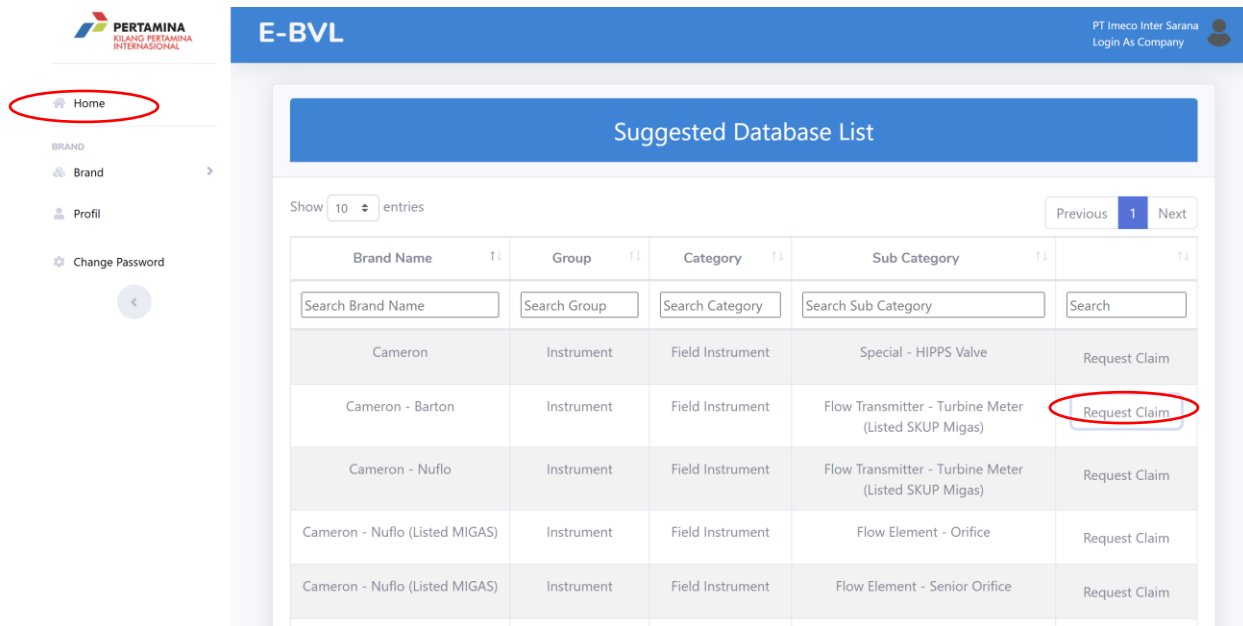 PERTAMINA
KILANG PERTAMINA
INTERNASIONAL
E-BVL
PT Imeco Inter Sarana
Login As Company
Home
BRAND
Brand
Profil
Change Password
Suggested Database List
Show 10 entries
Previous 1 Next
Brand Name Group Category Sub Category
Search Brand Name Search Group Search Category Search Sub Category Search
Cameron Instrument Field Instrument Special - HIPPS Valve Request Claim
Cameron - Barton Instrument Field Instrument Flow Transmitter - Turbine Meter
(Listed SKUP Migas) Request Claim
Cameron - Nuflo Instrument Field Instrument Flow Transmitter - Turbine Meter
(Listed SKUP Migas) Request Claim
Cameron - Nuflo (Listed MIGAS) Instrument Field Instrument Flow Element - Orifice Request Claim
Cameron - Nuflo (Listed MIGAS) Instrument Field Instrument Flow Element - Senior Orifice Request Claim